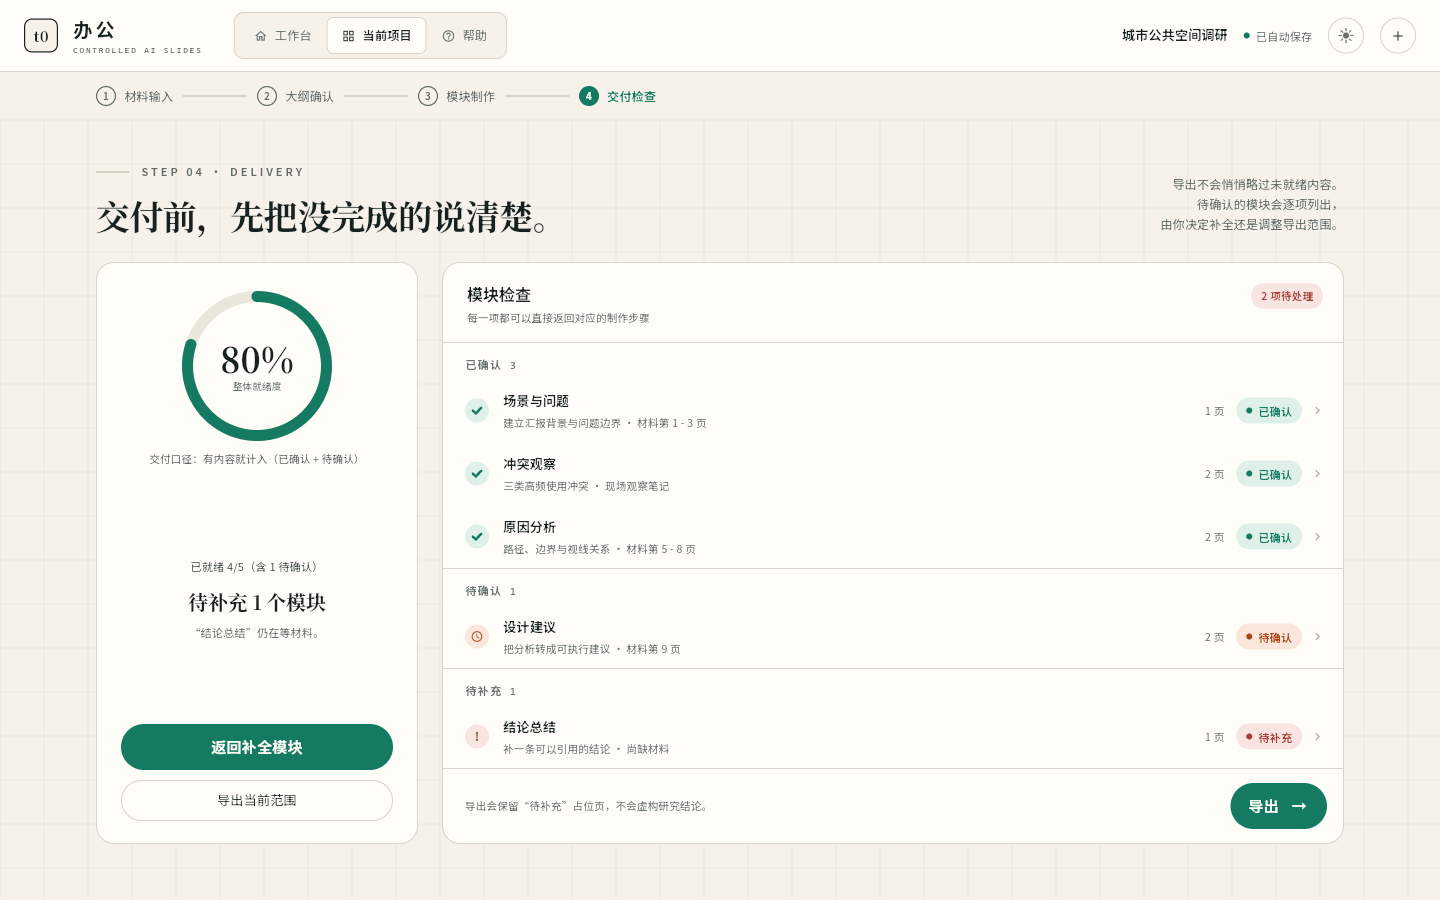 t0
办公
CONTROLLED AI SLIDES
工作台
当前项目
帮助
城市公共空间调研
已自动保存
1 材料输入
2 大纲确认
3 模块制作
4 交付检查
STEP 04 · DELIVERY
交付前，先把没完成的说清楚。
导出不会悄悄略过未就绪内容。
待确认的模块会逐项列出，
由你决定补全还是调整导出范围。
80%
整体就绪度
交付口径：有内容就计入（已确认 + 待确认）
已就绪 4/5（含 1 待确认）
待补充 1 个模块
“结论总结”仍在等材料。
返回补全模块
导出当前范围
模块检查
每一项都可以直接返回对应的制作步骤
2 项待处理
已确认 3
场景与问题
建立汇报背景与问题边界 · 材料第 1 - 3 页
1 页
已确认
冲突观察
三类高频使用冲突 · 现场观察笔记
2 页
已确认
原因分析
路径、边界与视线关系 · 材料第 5 - 8 页
2 页
已确认
待确认 1
设计建议
把分析转成可执行建议 · 材料第 9 页
2 页
待确认
待补充 1
!
结论总结
补一条可以引用的结论 · 尚缺材料
1 页
待补充
导出会保留“待补充”占位页，不会虚构研究结论。
导出 →